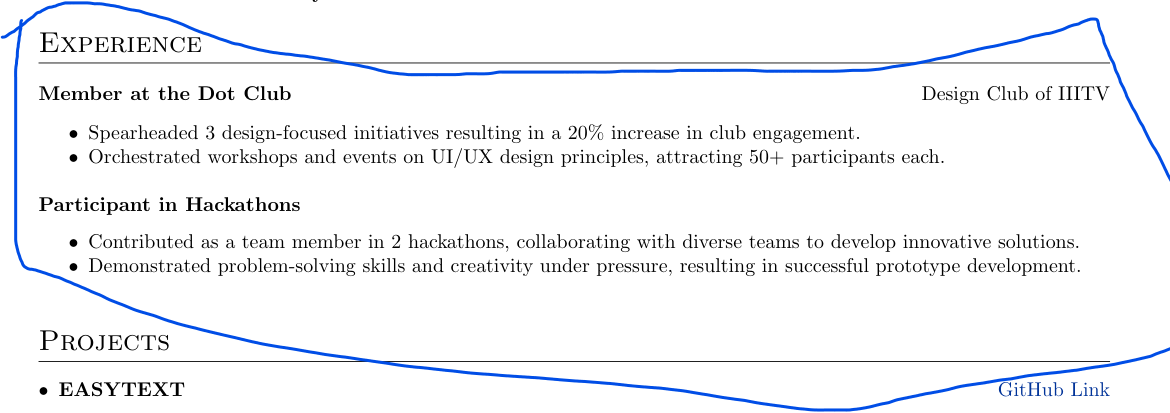 EXPERIENCE
Member at the Dot Club Design Club of IIITV
• Spearheaded 3 design-focused initiatives resulting in a 20% increase in club engagement.
• Orchestrated workshops and events on UI/UX design principles, attracting 50+ participants each.
Participant in Hackathons
• Contributed as a team member in 2 hackathons, collaborating with diverse teams to develop innovative solutions.
• Demonstrated problem-solving skills and creativity under pressure, resulting in successful prototype development.
PROJECTS
• EASYTEXT GitHub Link